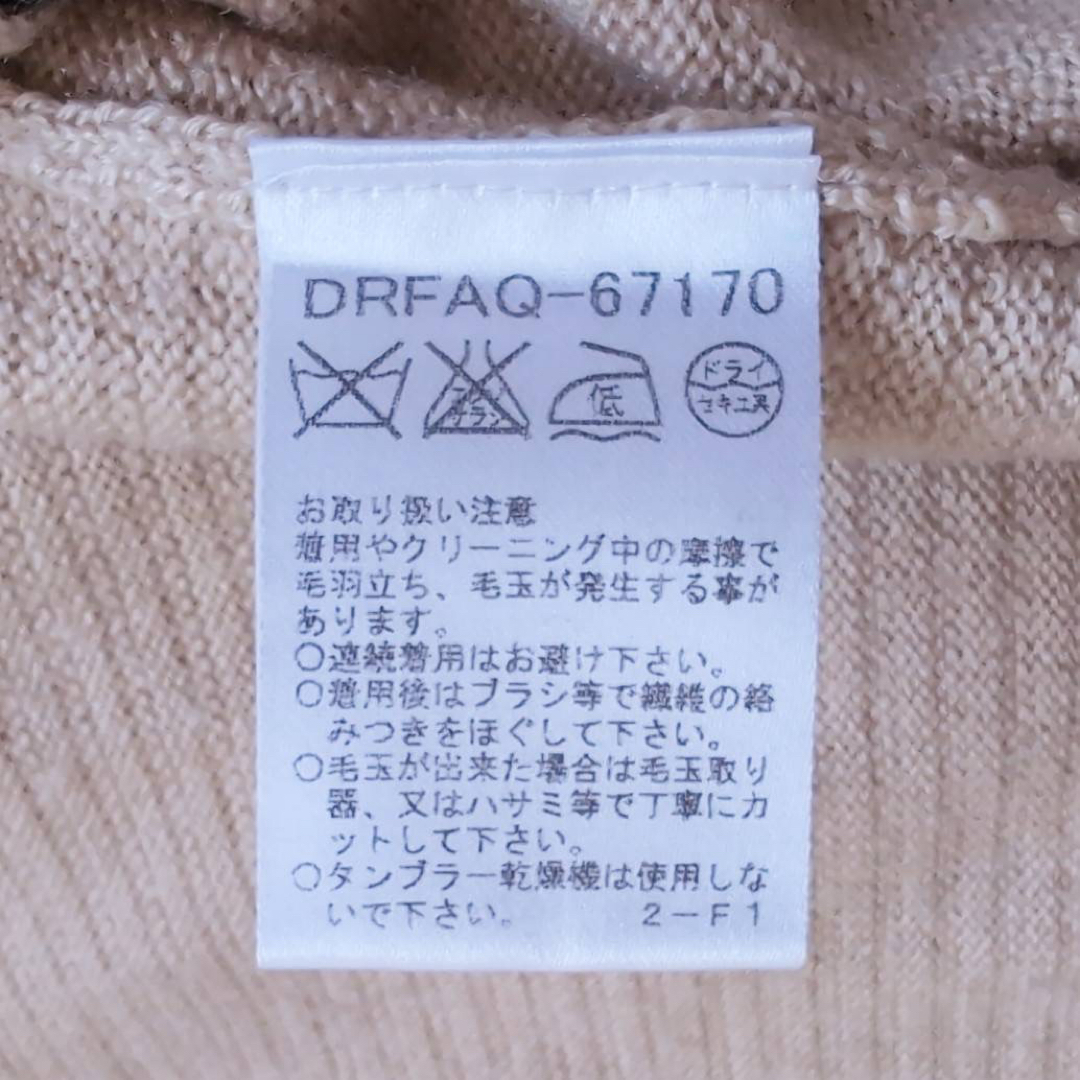 DRFAQ-67170
エンソ
サラシ
低
ドライ
セキユ系
お取り扱い注意
着用やクリーニング中の摩擦で
毛羽立ち、毛玉が発生する事が
あります。
○連続着用はお避け下さい。
○着用後はブラシ等で繊維の絡
みつきをほぐして下さい。
○毛玉が出来た場合は毛玉取り
器、又はハサミ等で丁寧にカ
ットして下さい。
○タンブラー乾燥機は使用しな
いで下さい。 2-F1